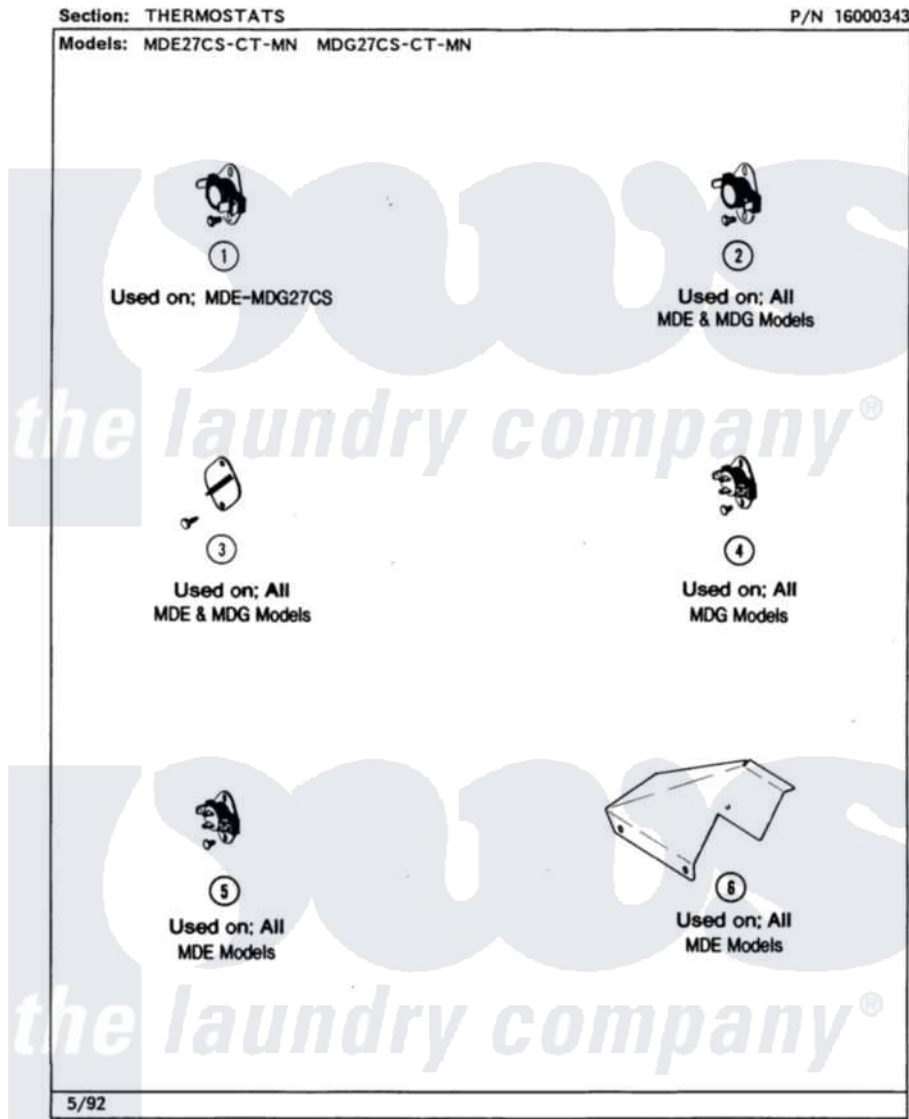 Section: THERMOSTATS P/N 16000343
Models: MDE27CS-CT-MN MDG27CS-CT-MN
1
2
Used on; MDE-MDG27CS
Used on; All
MDE & MDG Models
the laundry company®
3
4
Used on; All
MDE & MDG Models
Used on; All
MDG Models
5
6
Used on; All
MDE Models
Used on; All
MDE Models
the laundry company®
5/92